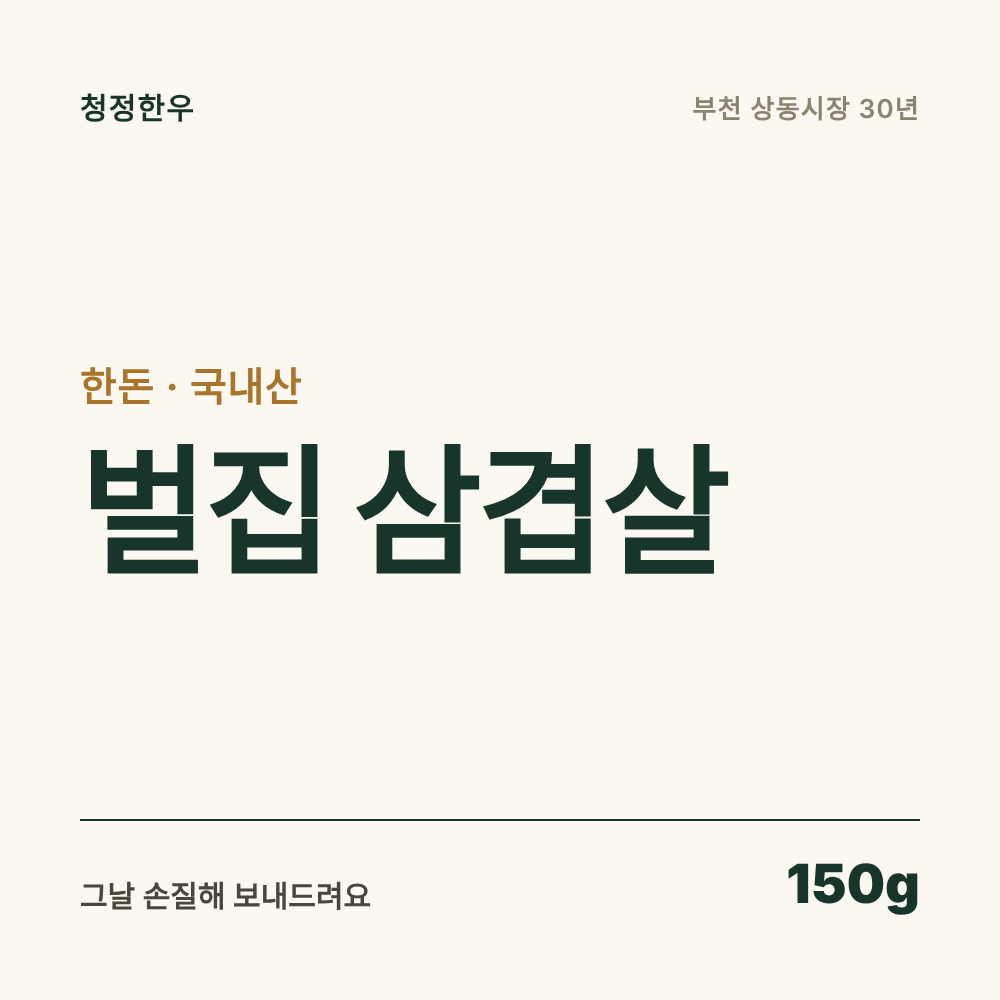 청정한우
부천 상동시장 30년
한돈 · 국내산
벌집 삼겹살
그날 손질해 보내드려요
150g